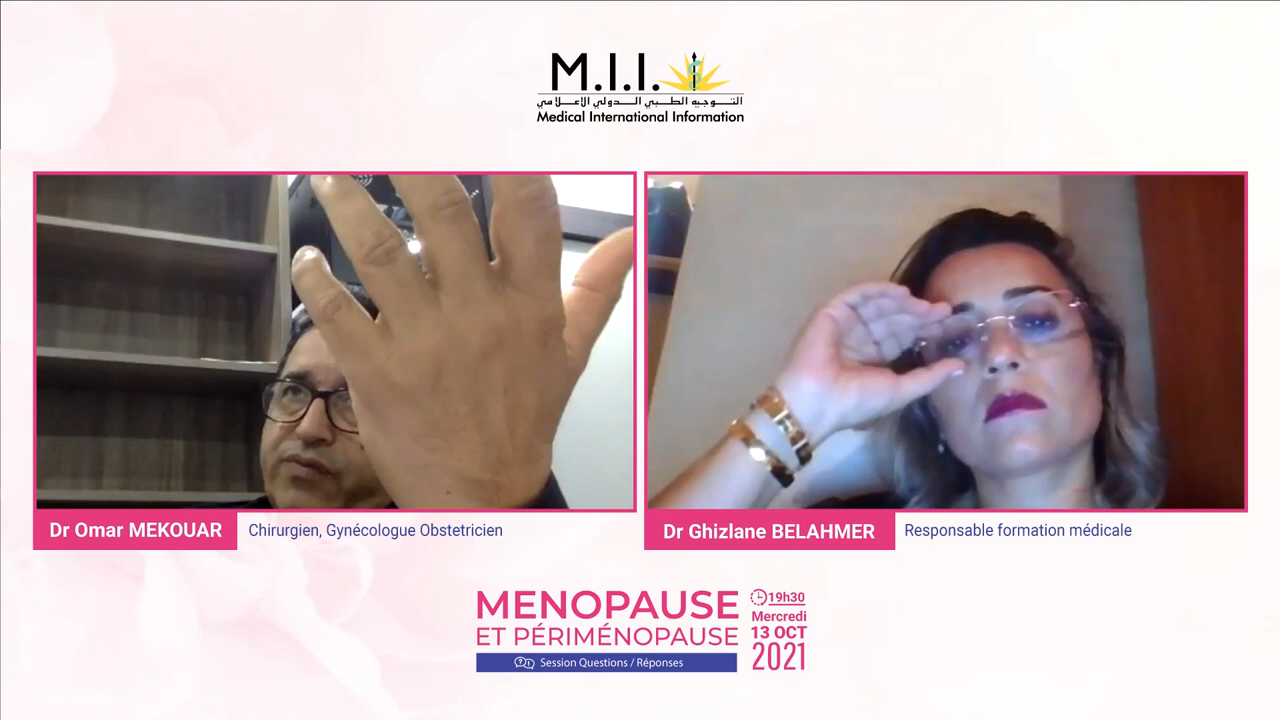 M.I.I.
التوجيه الطبي الدولي الاعلامي
Medical International Information
Dr Omar MEKOUAR
Chirurgien, Gynécologue Obstetricien
Dr Ghizlane BELAHMER
Responsable formation médicale
MENOPAUSE
ET PÉRIMÉNOPAUSE
Session Questions / Réponses
19h30
Mercredi
13 OCT
2021